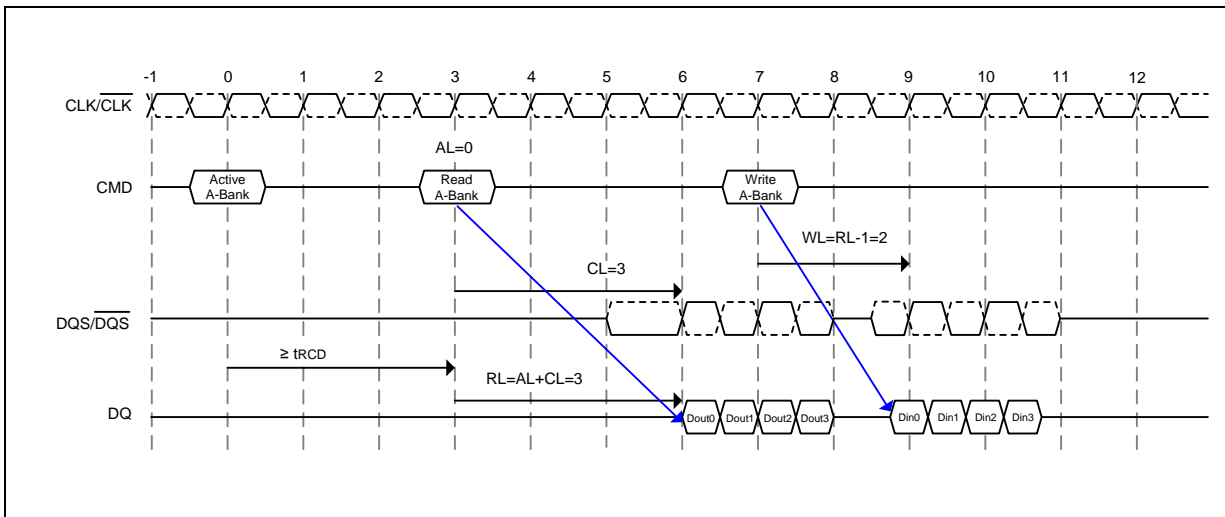 -1 0 1 2 3 4 5 6 7 8 9 10 11 12
CLK/CLK
AL=0
CMD
Active
A-Bank
Read
A-Bank
Write
A-Bank
WL=RL-1=2
CL=3
DQS/DQS
≥ tRCD
RL=AL+CL=3
DQ
Dout0 Dout1 Dout2 Dout3 Din0 Din1 Din2 Din3